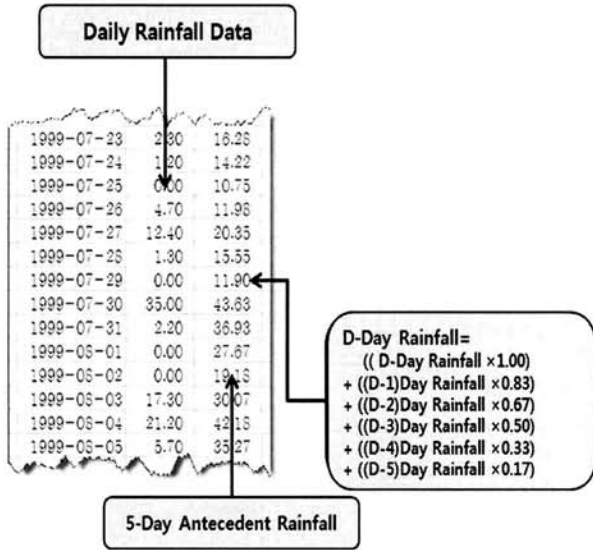 Daily Rainfall Data
1999-07-23 2.30 16.28
1999-07-24 1.20 14.22
1999-07-25 0.00 10.75
1999-07-26 4.70 11.98
1999-07-27 12.40 20.35
1999-07-28 1.30 15.55
1999-07-29 0.00 11.90
1999-07-30 35.00 43.63
1999-07-31 2.20 36.93
1999-08-01 0.00 27.67
1999-08-02 0.00 19.18
1999-08-03 17.30 30.07
1999-08-04 21.20 42.18
1999-08-05 5.70 35.27
D-Day Rainfall=
(( D-Day Rainfall ×1.00)
+ ((D-1)Day Rainfall ×0.83)
+ ((D-2)Day Rainfall ×0.67)
+ ((D-3)Day Rainfall ×0.50)
+ ((D-4)Day Rainfall ×0.33)
+ ((D-5)Day Rainfall ×0.17)
5-Day Antecedent Rainfall